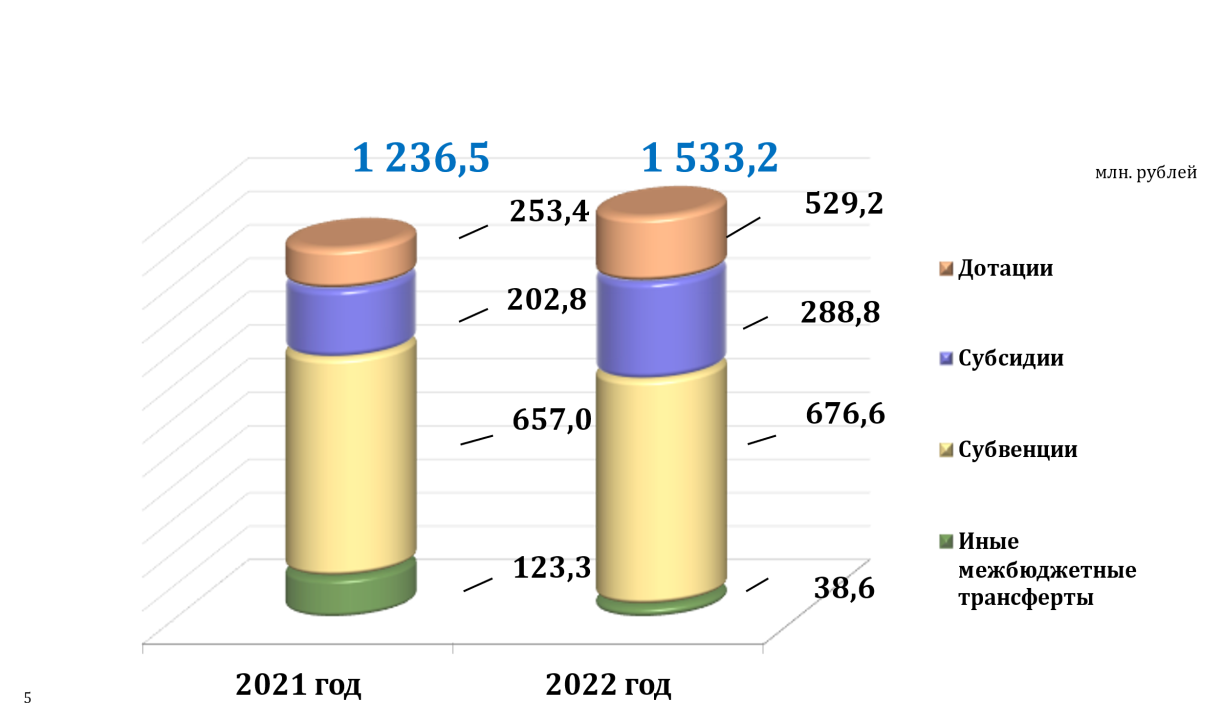 1 236,5
1 533,2
млн. рублей
253,4
529,2
202,8
288,8
657,0
676,6
123,3
38,6
Дотации
Субсидии
Субвенции
Иные
межбюджетные
трансферты
2021 год
2022 год
5